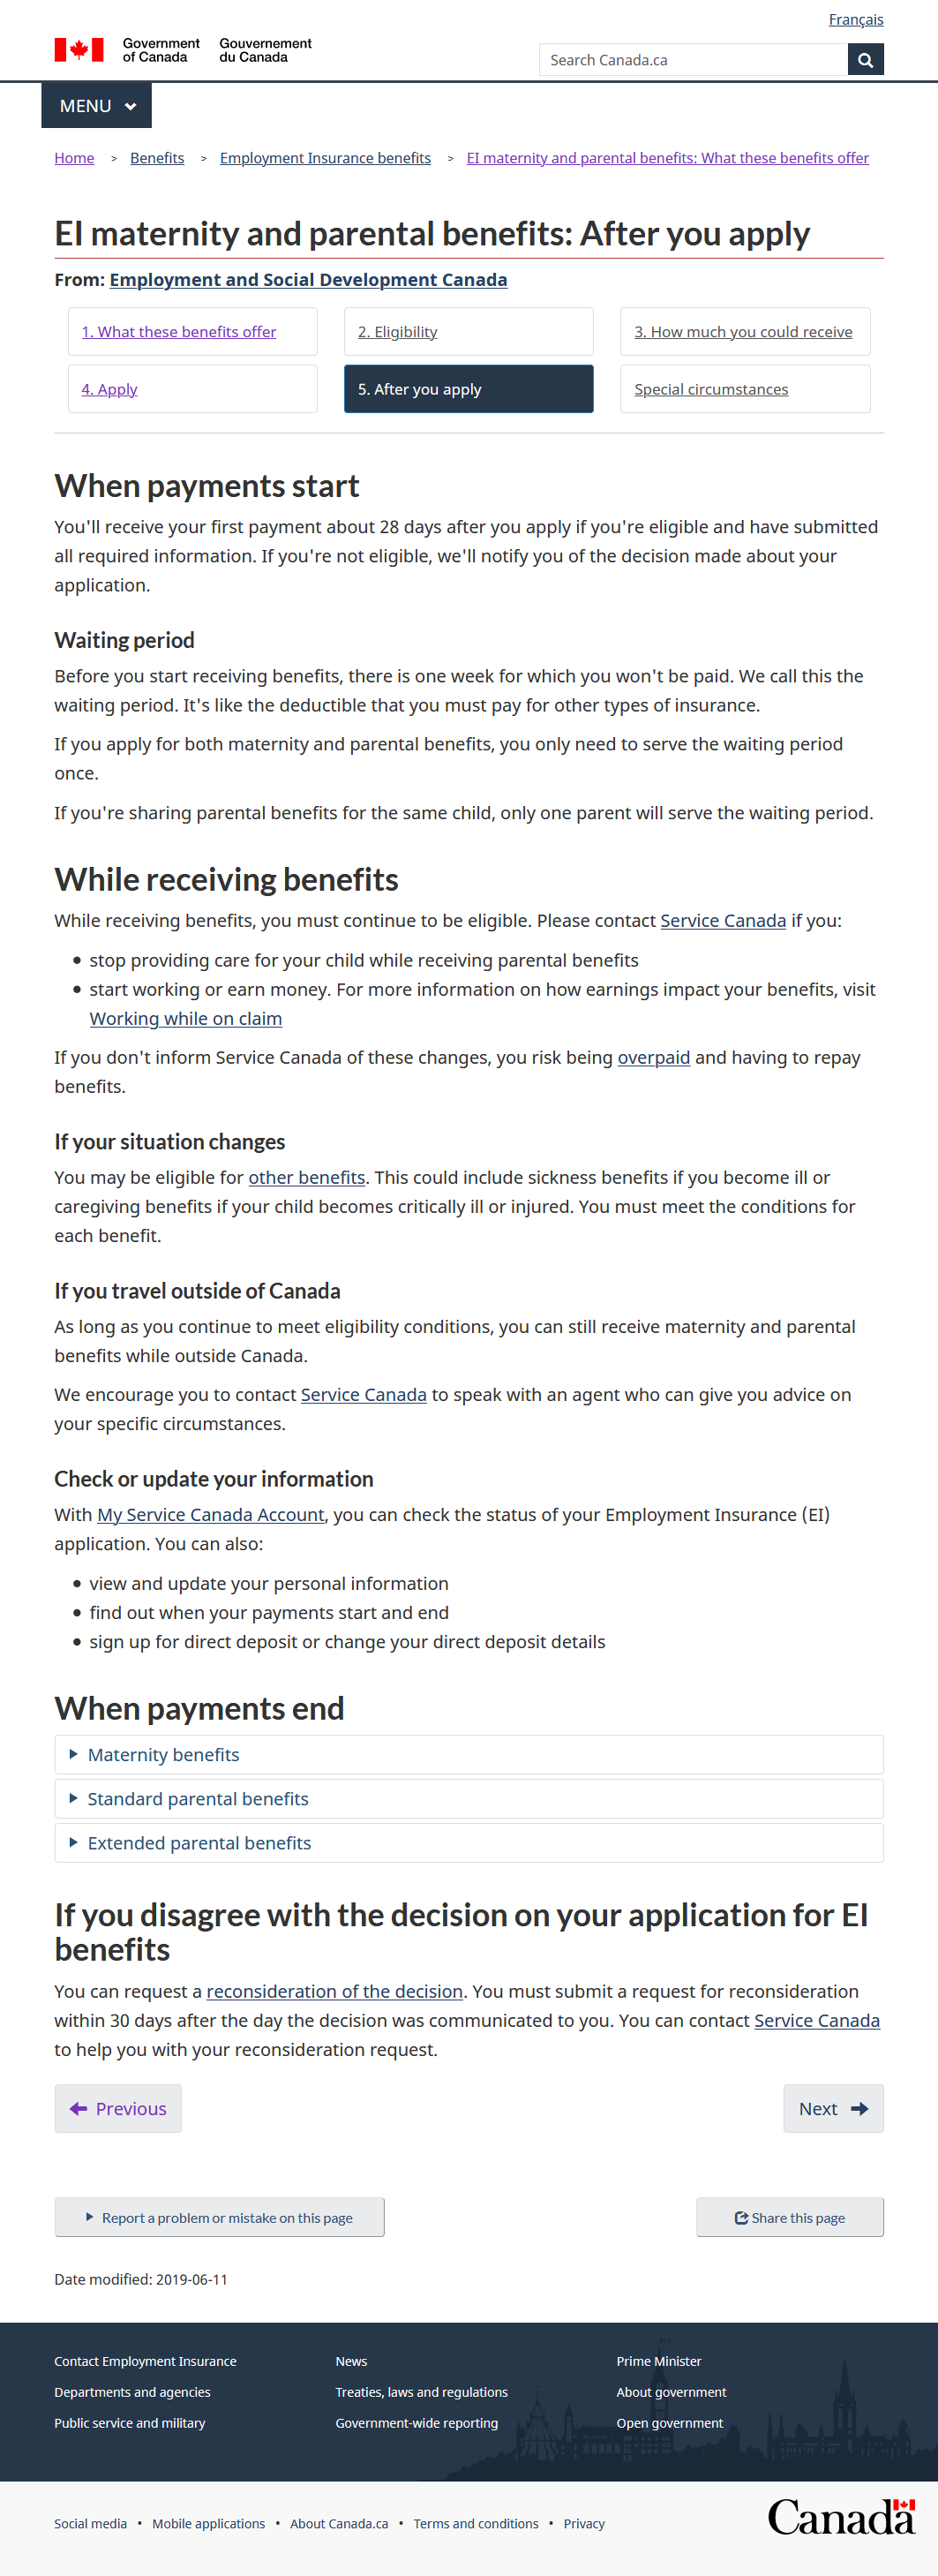 Français
Government of Canada
Gouvernement du Canada
Search Canada.ca
MENU
Home > Benefits > Employment Insurance benefits > EI maternity and parental benefits: What these benefits offer
EI maternity and parental benefits: After you apply
From: Employment and Social Development Canada
1. What these benefits offer
2. Eligibility
3. How much you could receive
4. Apply
5. After you apply
Special circumstances
When payments start
You'll receive your first payment about 28 days after you apply if you're eligible and have submitted
all required information. If you're not eligible, we'll notify you of the decision made about your
application.
Waiting period
Before you start receiving benefits, there is one week for which you won't be paid. We call this the
waiting period. It's like the deductible that you must pay for other types of insurance.
If you apply for both maternity and parental benefits, you only need to serve the waiting period
once.
If you're sharing parental benefits for the same child, only one parent will serve the waiting period.
While receiving benefits
While receiving benefits, you must continue to be eligible. Please contact Service Canada if you:
• stop providing care for your child while receiving parental benefits
• start working or earn money. For more information on how earnings impact your benefits, visit
Working while on claim
If you don't inform Service Canada of these changes, you risk being overpaid and having to repay
benefits.
If your situation changes
You may be eligible for other benefits. This could include sickness benefits if you become ill or
caregiving benefits if your child becomes critically ill or injured. You must meet the conditions for
each benefit.
If you travel outside of Canada
As long as you continue to meet eligibility conditions, you can still receive maternity and parental
benefits while outside Canada.
We encourage you to contact Service Canada to speak with an agent who can give you advice on
your specific circumstances.
Check or update your information
With My Service Canada Account, you can check the status of your Employment Insurance (EI)
application. You can also:
• view and update your personal information
• find out when your payments start and end
• sign up for direct deposit or change your direct deposit details
When payments end
Maternity benefits
Standard parental benefits
Extended parental benefits
If you disagree with the decision on your application for EI
benefits
You can request a reconsideration of the decision. You must submit a request for reconsideration
within 30 days after the day the decision was communicated to you. You can contact Service Canada
to help you with your reconsideration request.
Previous
Next
Report a problem or mistake on this page
Share this page
Date modified: 2019-06-11
Contact Employment Insurance
News
Prime Minister
Departments and agencies
Treaties, laws and regulations
About government
Public service and military
Government-wide reporting
Open government
Social media • Mobile applications • About Canada.ca • Terms and conditions • Privacy
Canada